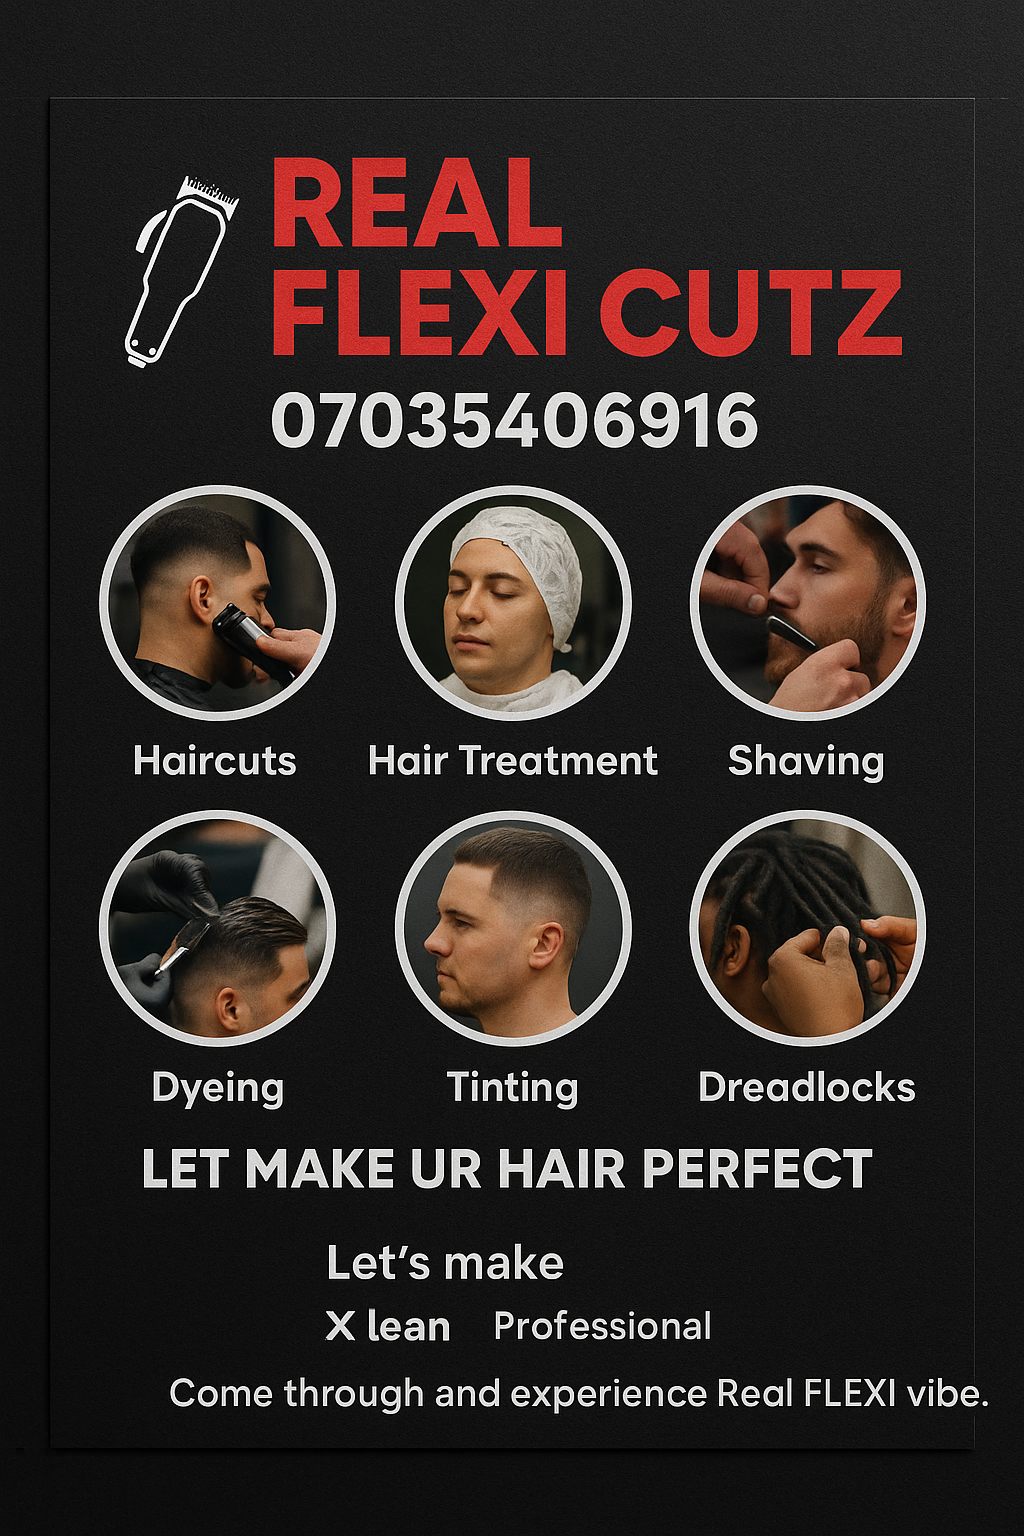 REAL
FLEXI CUTZ
07035406916
Haircuts Hair Treatment Shaving
Dyeing Tinting Dreadlocks
LET MAKE UR HAIR PERFECT
Let's make
X lean Professional
Come through and experience Real FLEXI vibe.